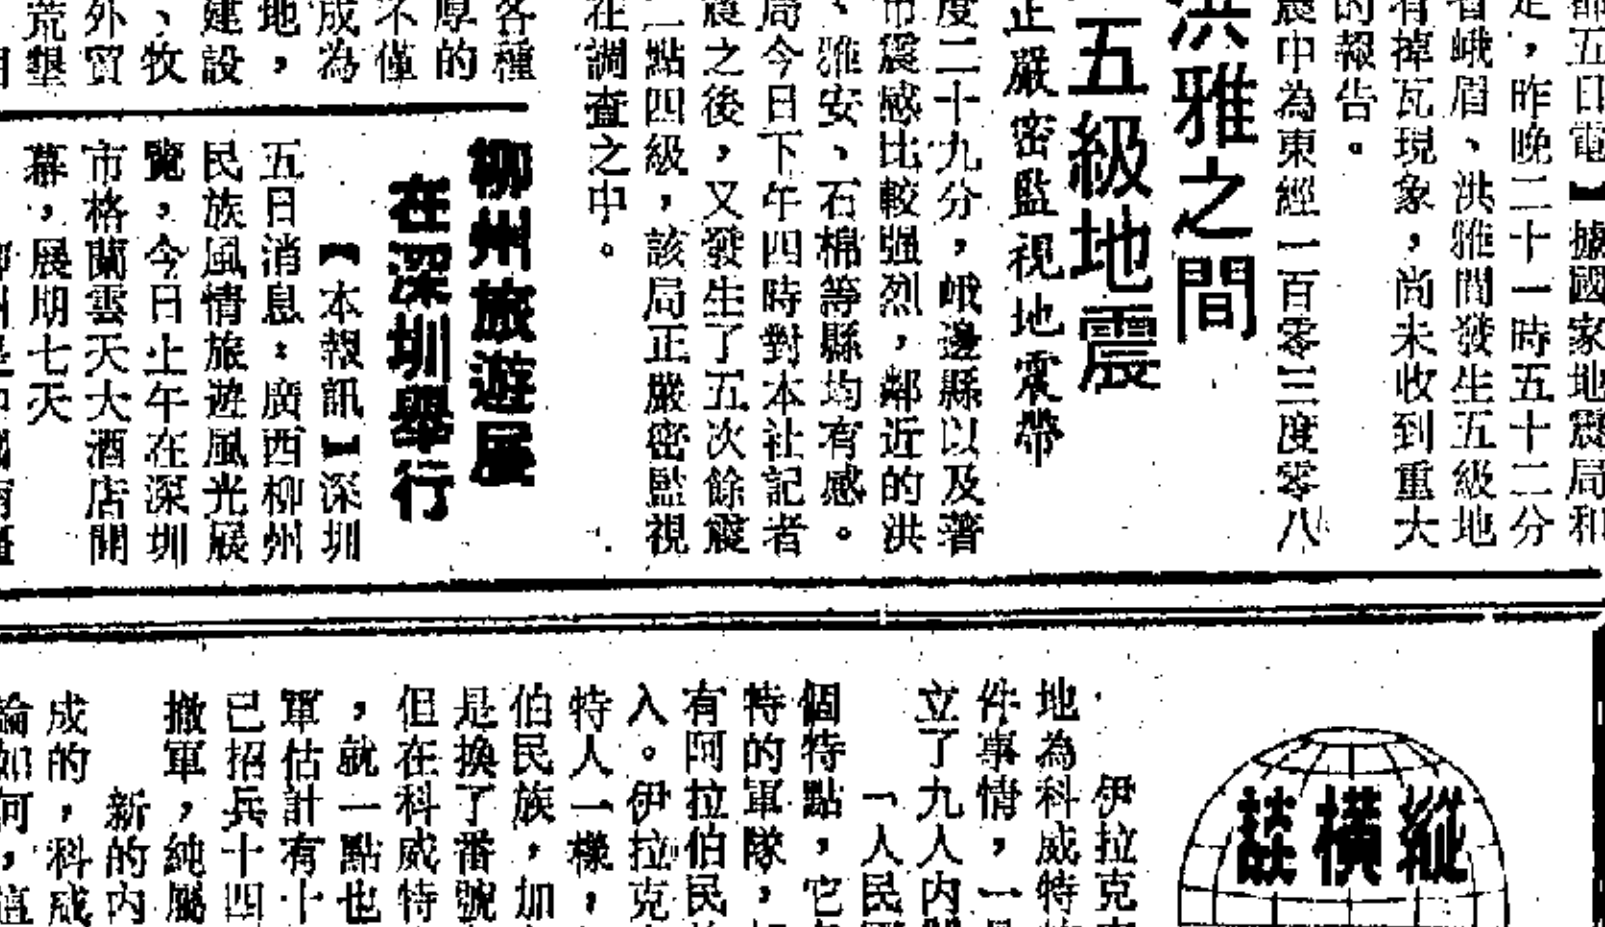 都五日電】據國家地震局和
定，昨晚二十一時五十二分
省峨眉、洪雅間發生五級地
有掉瓦現象，尚未收到重大
的報告。
震中為東經一百零三度零八
洪雅之間
五級地震
正嚴密監視地震帶
度二十九分，峨邊縣以及著
市震感比較强烈，鄰近的洪
、雅安、石棉等縣均有感。
局今日下午四時對本社記者
震之後，又發生了五次餘震
二點四級，該局正嚴密監視
在調查之中。
各種
厚的
不僅
成為
地，
建設
、牧
外貿
荒墾
柳州旅遊展
在深圳舉行
【本報訊】深圳
五日消息：廣西柳州
民族風情旅遊風光展
覽，今日上午在深圳
市格蘭雲天大酒店開
幕，展期七天
縱橫談
伊拉克
地為科威特
件事情，一
立了九人内
「人民
個特點，它
特的軍隊，
有阿拉伯民
入。伊拉克
特人一樣，
伯民族，加
是換了番號
但在科威特
，就一點也
軍估計有十
已招兵十四
撤軍，純屬
新的内
成的，科威
論如何，這